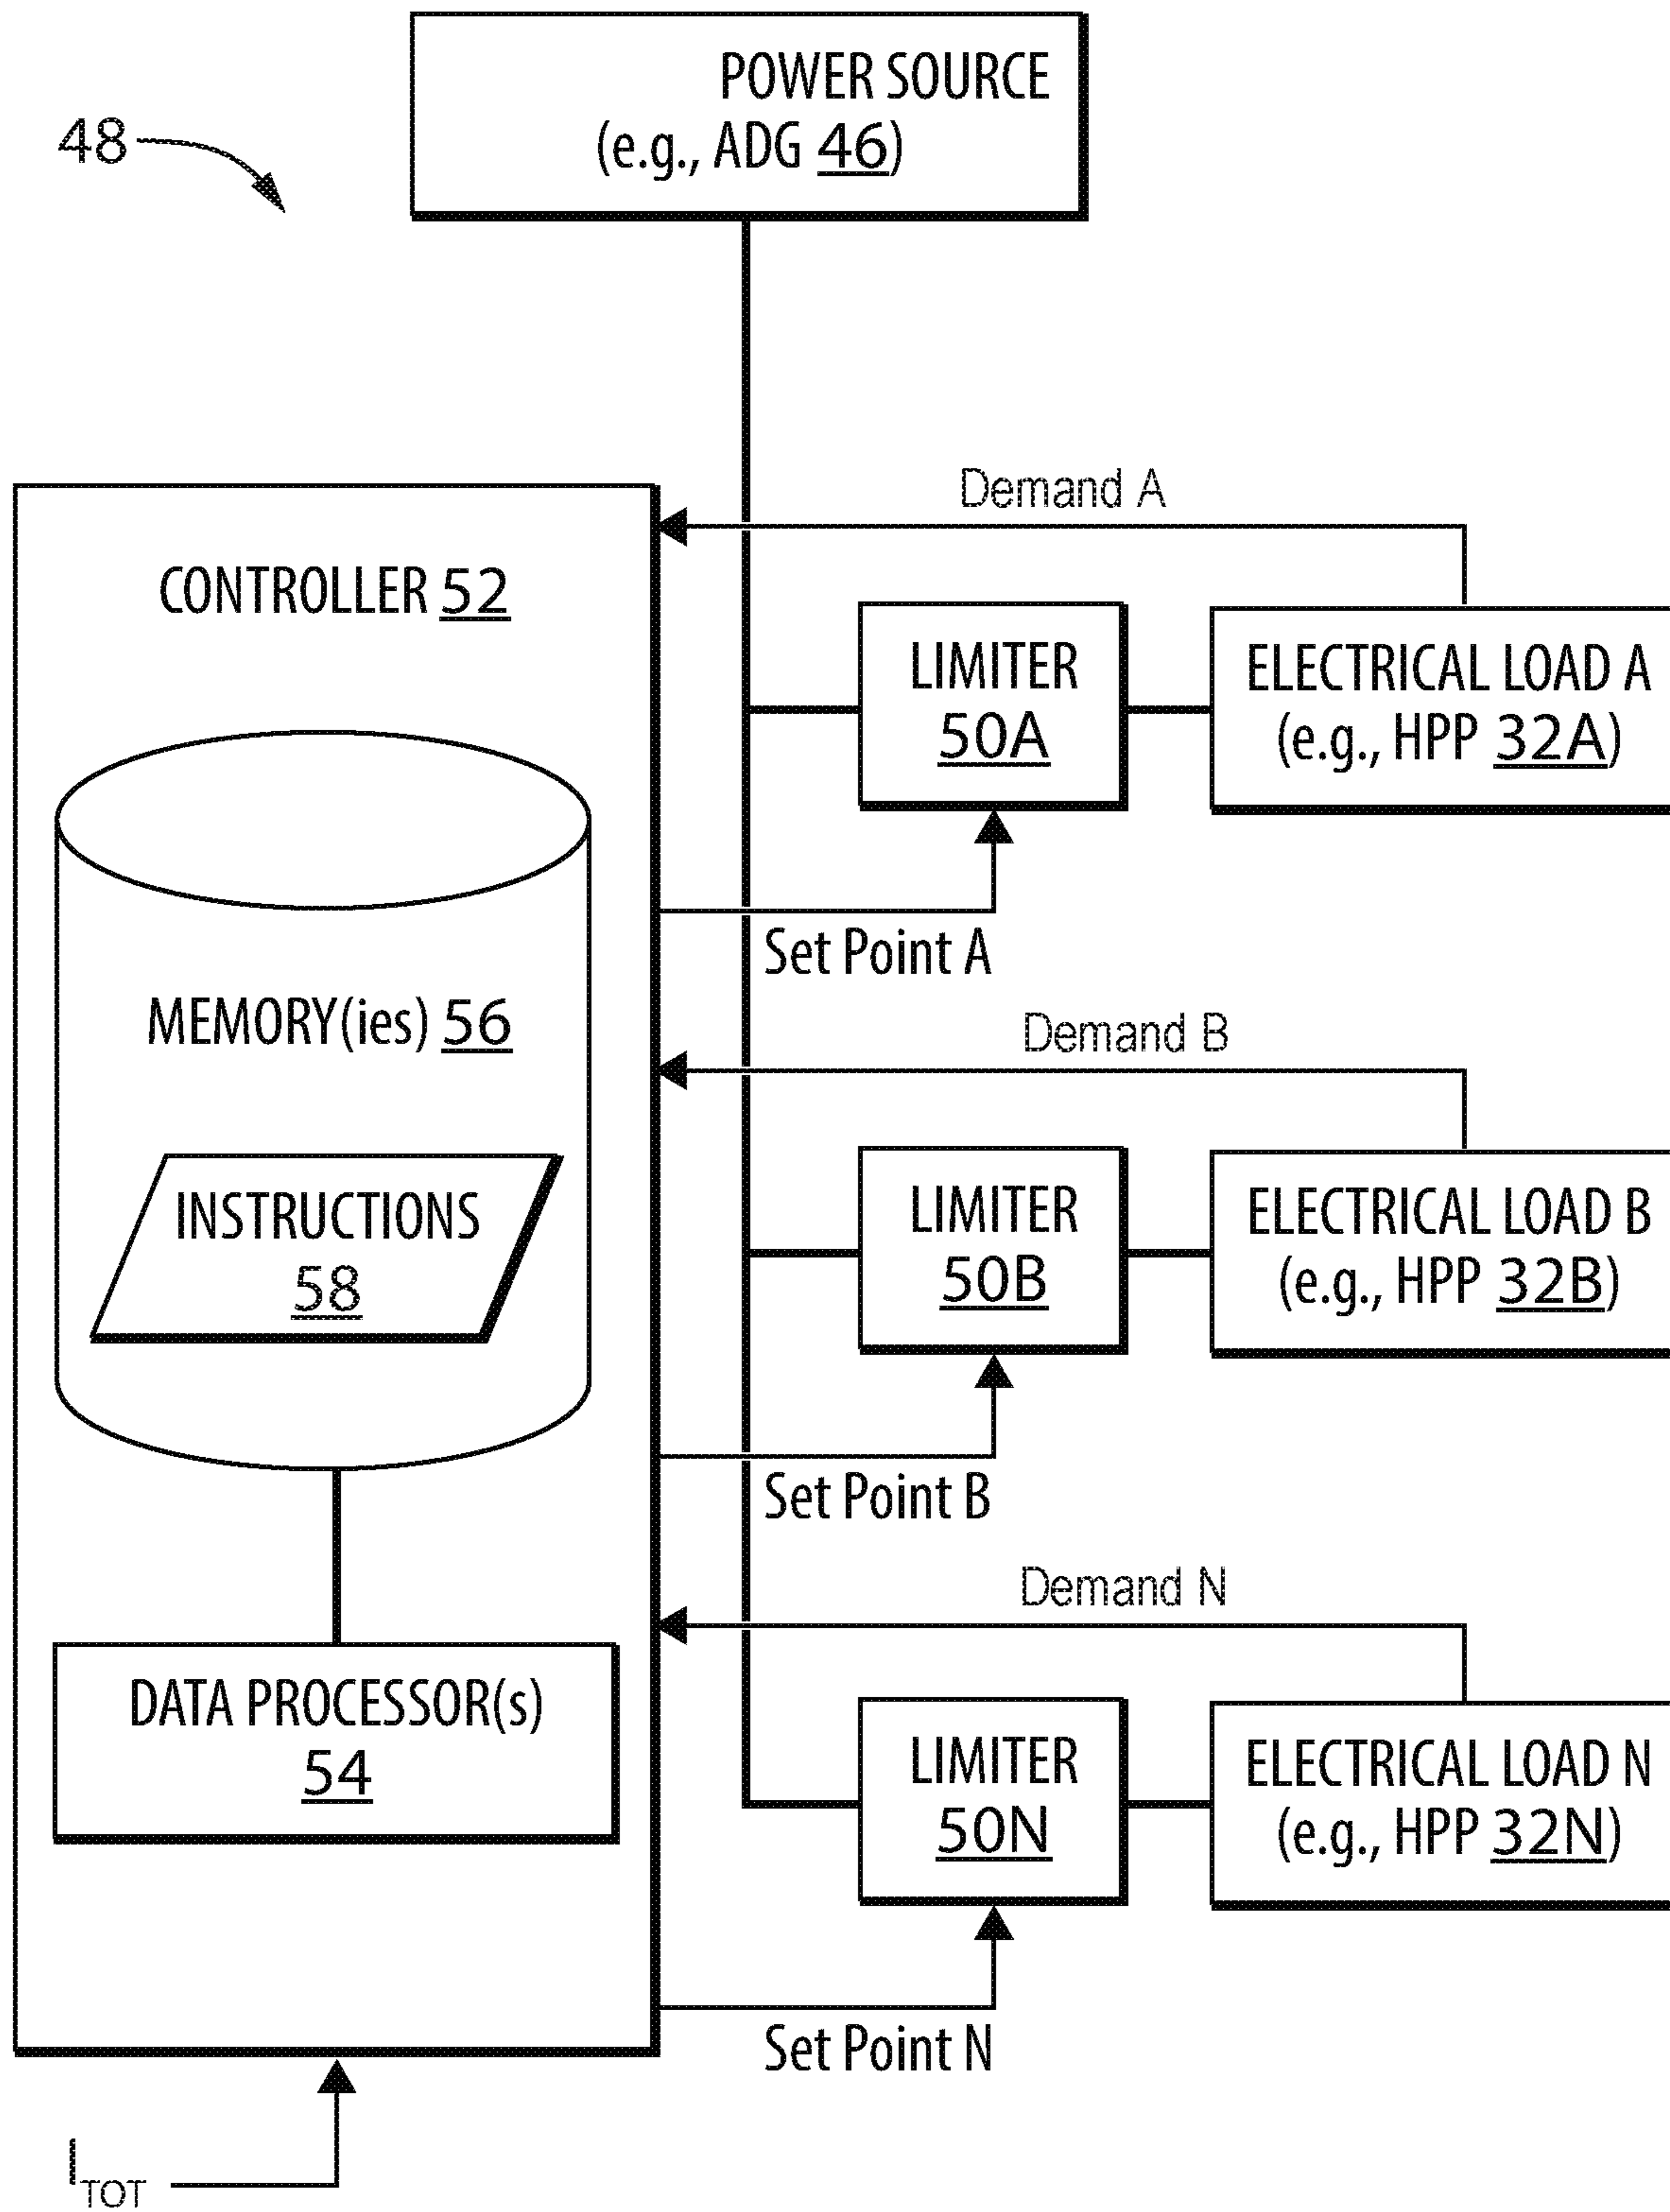 POWER SOURCE
(e.g., ADG 46)
48
Demand A
CONTROLLER 52
LIMITER
50A
ELECTRICAL LOAD A
(e.g., HPP 32A)
Set Point A
MEMORY(ies) 56
Demand B
INSTRUCTIONS
58
LIMITER
50B
ELECTRICAL LOAD B
(e.g., HPP 32B)
Set Point B
Demand N
DATA PROCESSOR(s)
54
LIMITER
50N
ELECTRICAL LOAD N
(e.g., HPP 32N)
Set Point N
I TOT